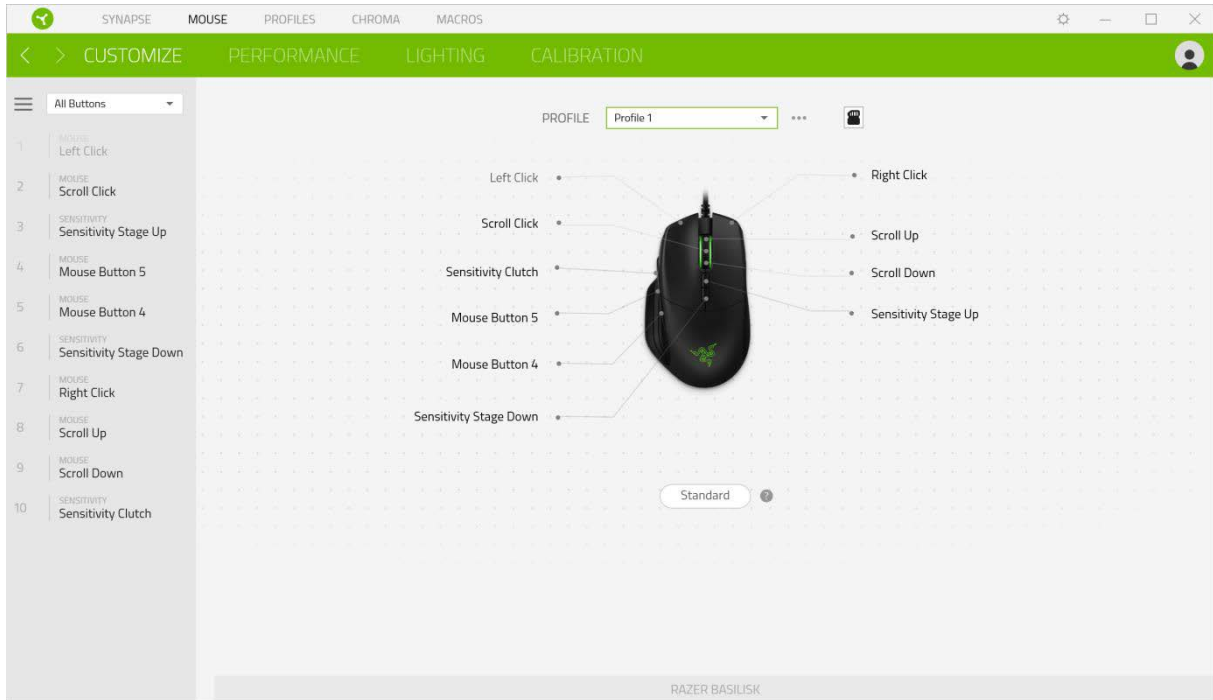 SYNAPSE MOUSE PROFILES CHROMA MACROS
CUSTOMIZE PERFORMANCE LIGHTING CALIBRATION
All Buttons
1 MOUSE
Left Click
2 MOUSE
Scroll Click
3 SENSITIVITY
Sensitivity Stage Up
4 MOUSE
Mouse Button 5
5 MOUSE
Mouse Button 4
6 SENSITIVITY
Sensitivity Stage Down
7 MOUSE
Right Click
8 MOUSE
Scroll Up
9 MOUSE
Scroll Down
10 SENSITIVITY
Sensitivity Clutch
PROFILE Profile 1
Left Click
Scroll Click
Sensitivity Clutch
Mouse Button 5
Mouse Button 4
Sensitivity Stage Down
Right Click
Scroll Up
Scroll Down
Sensitivity Stage Up
Standard ?
RAZER BASILISK